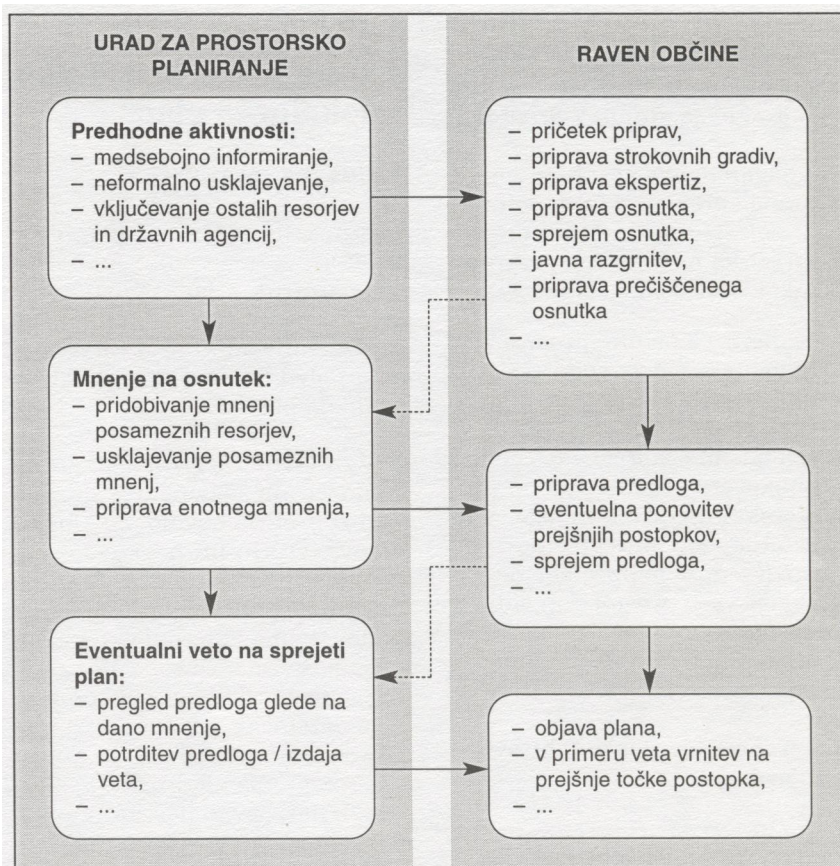 URAD ZA PROSTORSKO
PLANIRANJE
Predhodne aktivnosti:
– medsebojno informiranje,
– neformalno usklajevanje,
– vključevanje ostalih resorjev
in državnih agencij,
– ...
Mnenje na osnutek:
– pridobivanje mnenj
posameznih resorjev,
– usklajevanje posameznih
mnenj,
– priprava enotnega mnenja,
– ...
Eventualni veto na sprejeti
plan:
– pregled predloga glede na
dano mnenje,
– potrditev predloga / izdaja
veta,
– ...
RAVEN OBČINE
– pričetek priprav,
– priprava strokovnih gradiv,
– priprava ekspertiz,
– priprava osnutka,
– sprejem osnutka,
– javna razgrnitev,
– priprava prečiščenega
osnutka
– ...
– priprava predloga,
– eventuelna ponovitev
prejšnjih postopkov,
– sprejem predloga,
– ...
– objava plana,
– v primeru veta vrnitev na
prejšnje točke postopka,
– ...